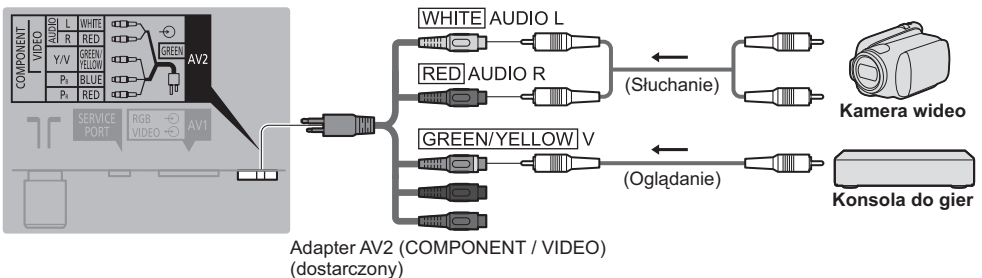 COMPONENT
VIDEO
AUDIO
L WHITE
R RED
Y/V GREEN/YELLOW
PB BLUE
PR RED
GREEN
AV2
SERVICE PORT
RGB
VIDEO
AV1
WHITE AUDIO L
RED AUDIO R
GREEN/YELLOW V
(Słuchanie)
(Oglądanie)
Kamera wideo
Konsola do gier
Adapter AV2 (COMPONENT / VIDEO)
(dostarczony)